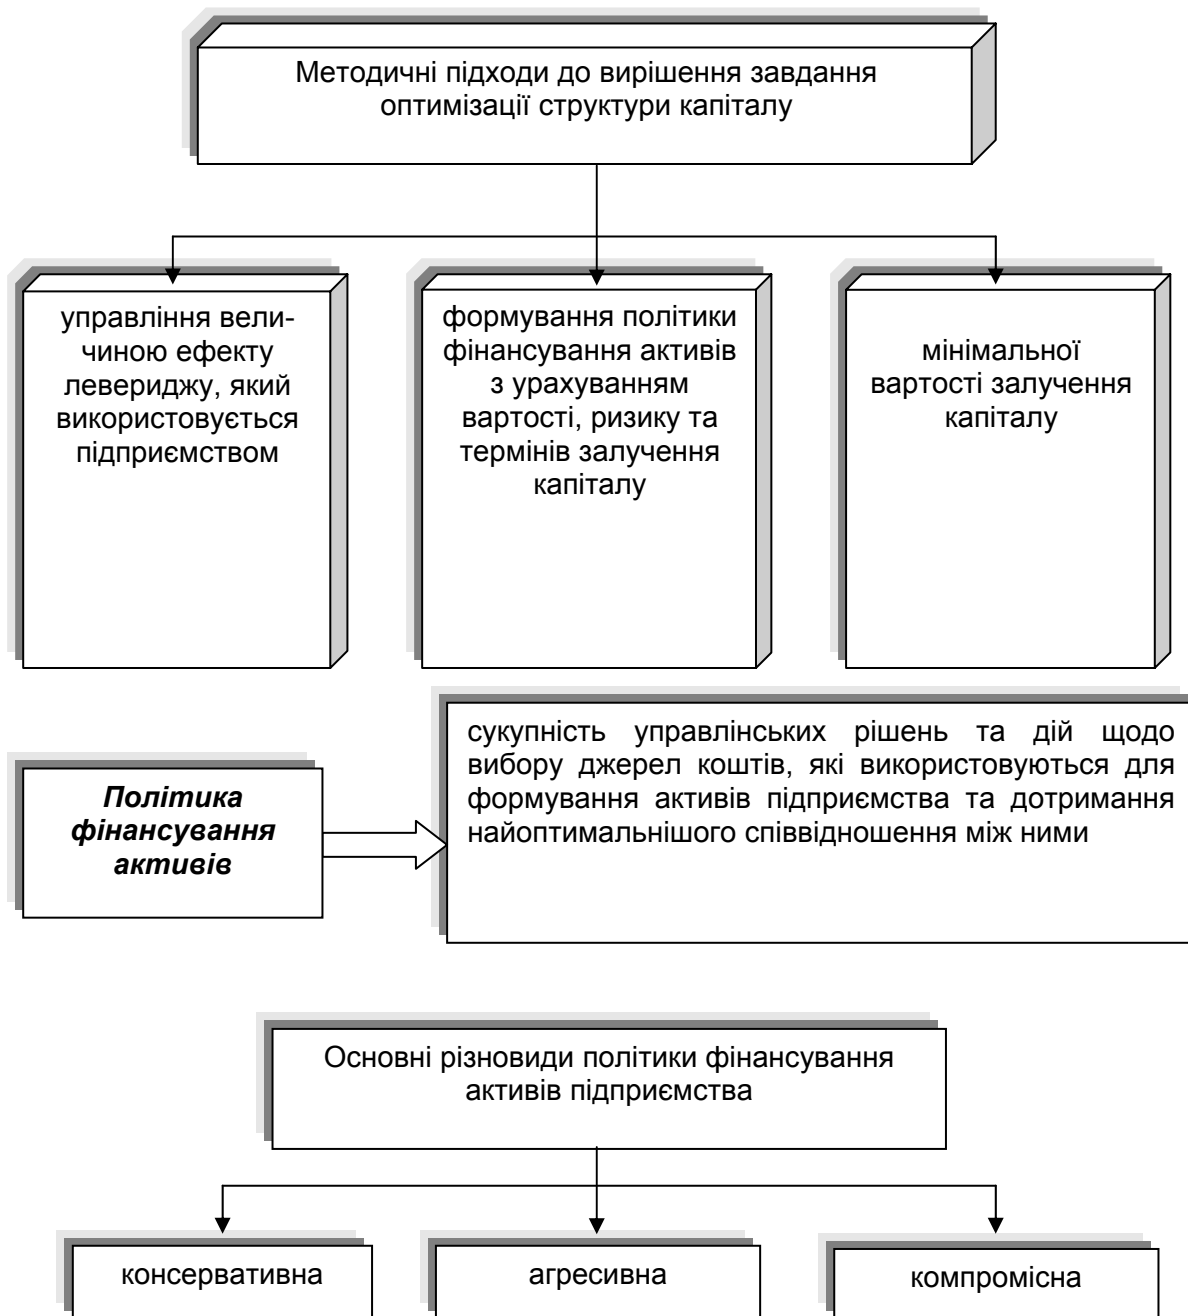 Методичні підходи до вирішення завдання
оптимізації структури капіталу
управління вели-
чиною ефекту
левериджу, який
використовується
підприємством
формування політики
фінансування активів
з урахуванням
вартості, ризику та
термінів залучення
капіталу
мінімальної
вартості залучення
капіталу
Політика
фінансування
активів
сукупність управлінських рішень та дій щодо
вибору джерел коштів, які використовуються для
формування активів підприємства та дотримання
найоптимальнішого співвідношення між ними
Основні різновиди політики фінансування
активів підприємства
консервативна
агресивна
компромісна